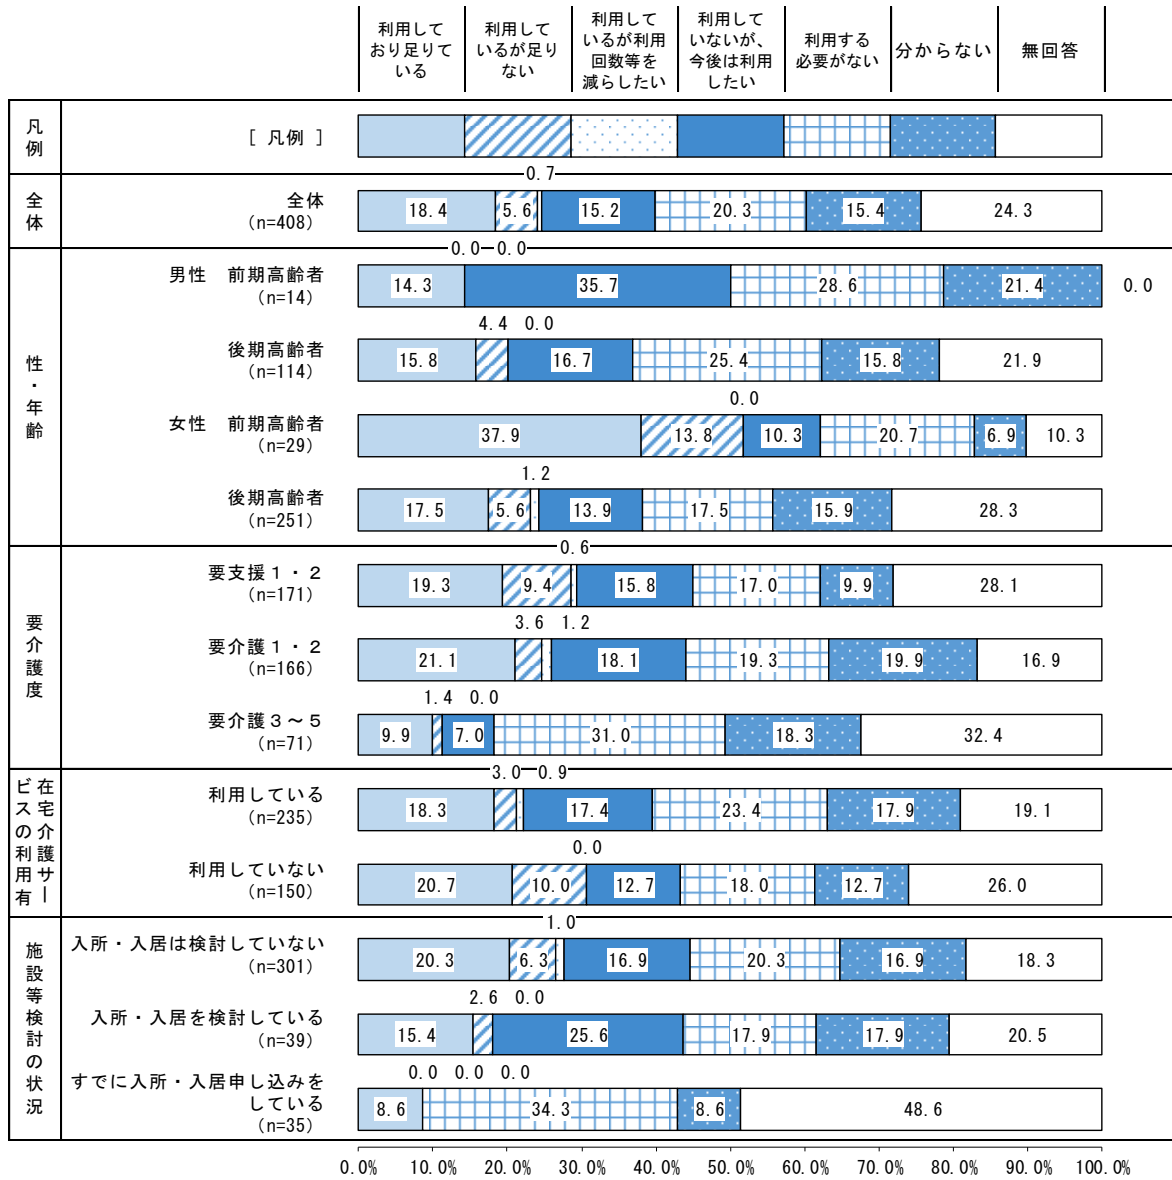 利用して
おり足りて
いる
利用して
いるが足り
ない
利用して
いるが利用
回数等を
減らしたい
利用して
いないが、
今後は利用
したい
利用する
必要がない
分からない
無回答
凡例
[ 凡例 ]
全体
全体
(n=408)
18.4
5.6
0.7
15.2
20.3
15.4
24.3
性・年齢
男性 前期高齢者
(n=14)
14.3
0.0
0.0
35.7
28.6
21.4
0.0
後期高齢者
(n=114)
15.8
4.4
0.0
16.7
25.4
15.8
21.9
女性 前期高齢者
(n=29)
37.9
13.8
0.0
10.3
20.7
6.9
10.3
後期高齢者
(n=251)
17.5
5.6
1.2
13.9
17.5
15.9
28.3
要介護度
要支援１・２
(n=171)
19.3
9.4
0.6
15.8
17.0
9.9
28.1
要介護１・２
(n=166)
21.1
3.6
1.2
18.1
19.3
19.9
16.9
要介護３～５
(n=71)
9.9
1.4
0.0
7.0
31.0
18.3
32.4
在宅介護サー
ビスの利用有
利用している
(n=235)
18.3
3.0
0.9
17.4
23.4
17.9
19.1
利用していない
(n=150)
20.7
10.0
0.0
12.7
18.0
12.7
26.0
施設等検討の状況
入所・入居は検討していない
(n=301)
20.3
6.3
1.0
16.9
20.3
16.9
18.3
入所・入居を検討している
(n=39)
15.4
2.6
0.0
25.6
17.9
17.9
20.5
すでに入所・入居申し込みを
している
(n=35)
8.6
0.0
0.0
0.0
34.3
8.6
48.6
0.0% 10.0% 20.0% 30.0% 40.0% 50.0% 60.0% 70.0% 80.0% 90.0% 100.0%